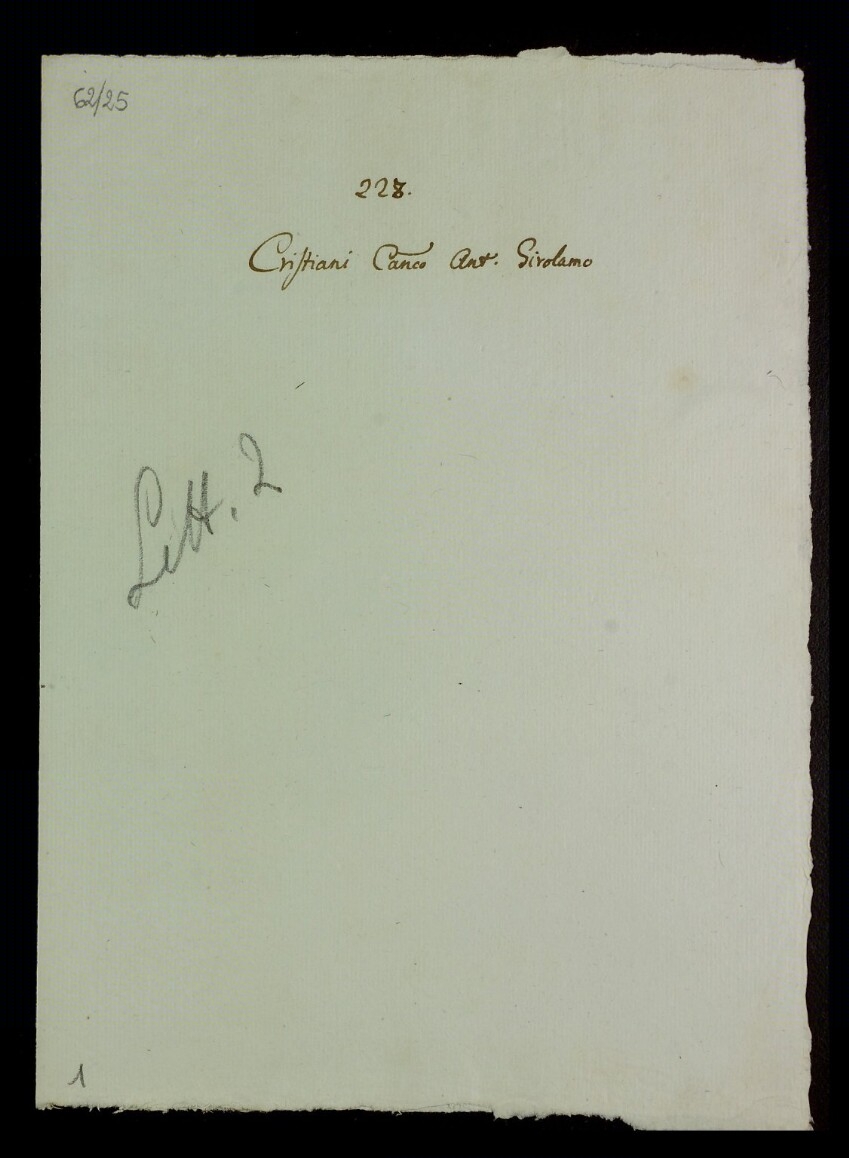 62/25
228.
Cristiani Canco Ant. Girolamo
Litt. 2
1